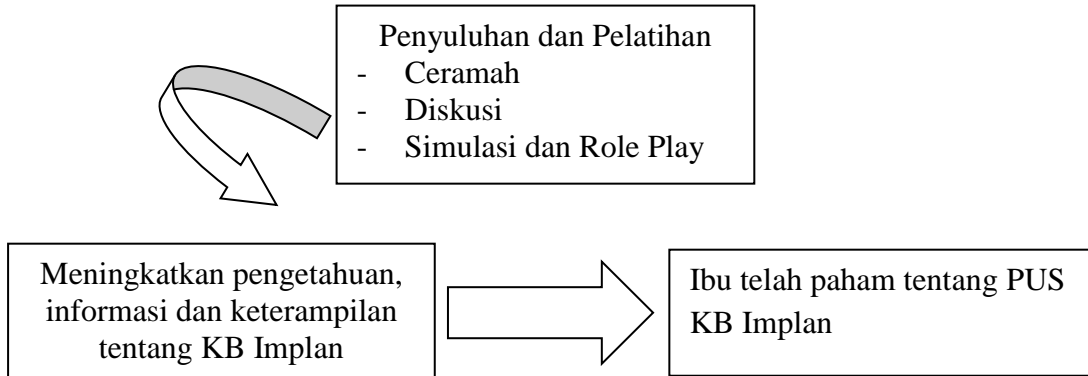 Penyuluhan dan Pelatihan
- Ceramah
- Diskusi
- Simulasi dan Role Play
Meningkatkan pengetahuan,
informasi dan keterampilan
tentang KB Implan
Ibu telah paham tentang PUS
KB Implan